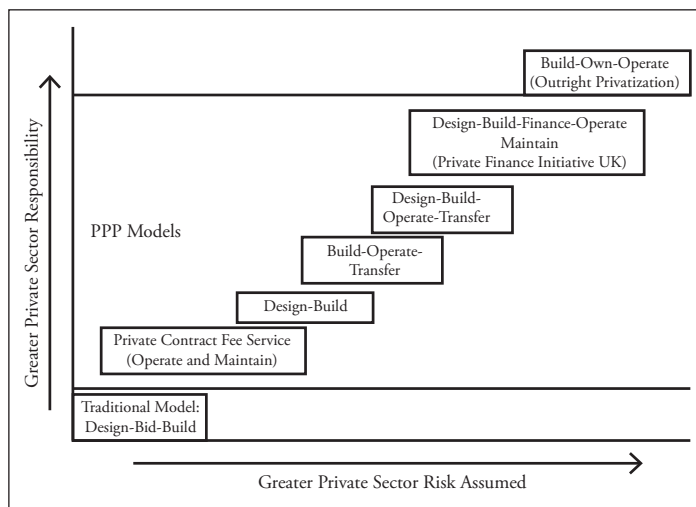 Build-Own-Operate
(Outright Privatization)
Design-Build-Finance-Operate
Maintain
(Private Finance Initiative UK)
Design-Build-
Operate-Transfer
PPP Models
Build-Operate-
Transfer
Design-Build
Private Contract Fee Service
(Operate and Maintain)
Traditional Model:
Design-Bid-Build
Greater Private Sector Responsibility
Greater Private Sector Risk Assumed